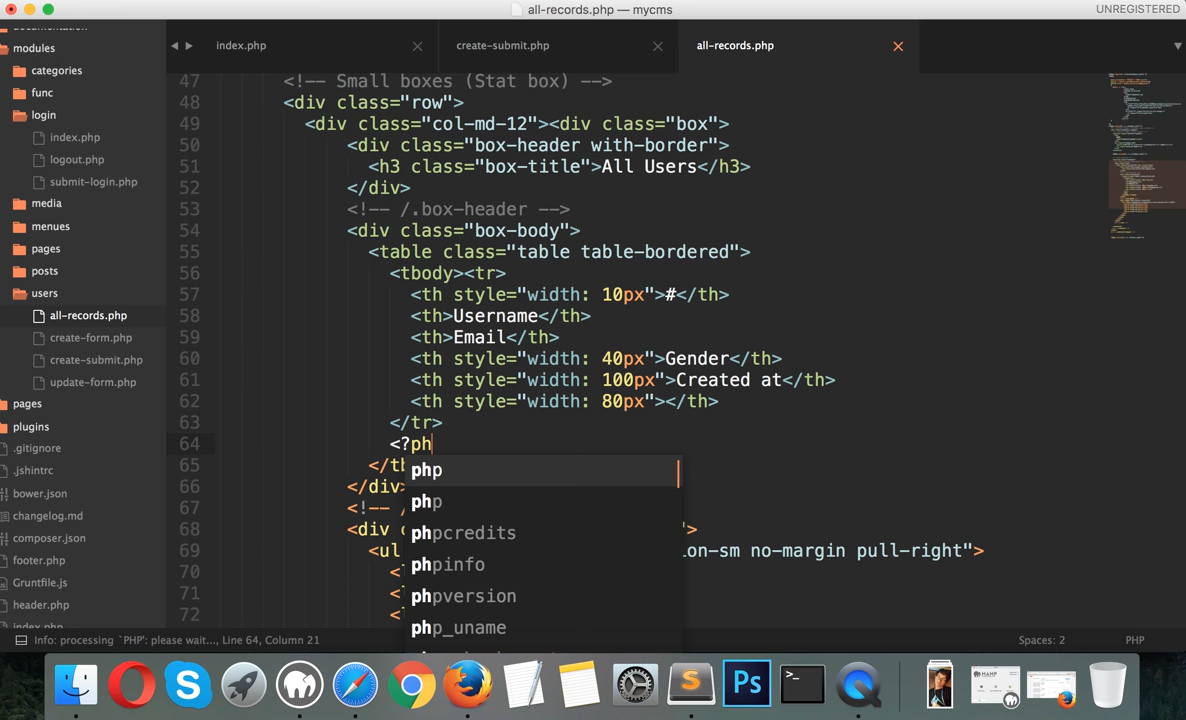 all-records.php — mycms
UNREGISTERED
modules
categories
func
login
index.php
logout.php
submit-login.php
media
menues
pages
posts
users
all-records.php
create-form.php
create-submit.php
update-form.php
pages
plugins
.gitignore
.jshintrc
bower.json
changelog.md
composer.json
footer.php
Gruntfile.js
header.php
index.php
index.php
create-submit.php
all-records.php
47 <!-- Small boxes (Stat box) -->
48 <div class="row">
49 <div class="col-md-12"><div class="box">
50 <div class="box-header with-border">
51 <h3 class="box-title">All Users</h3>
52 </div>
53 <!-- /.box-header -->
54 <div class="box-body">
55 <table class="table table-bordered">
56 <tbody><tr>
57 <th style="width: 10px">#</th>
58 <th>Username</th>
59 <th>Email</th>
60 <th style="width: 40px">Gender</th>
61 <th style="width: 100px">Created at</th>
62 <th style="width: 80px"></th>
63 </tr>
64 <?ph
65 </tb
66 </div>
67 <!-- /
68 <div c ">
69 <ul on-sm no-margin pull-right">
70 <
71 <
72 <
php
php
phpcredits
phpinfo
phpversion
php_uname
Info: processing `PHP': please wait..., Line 64, Column 21
Spaces: 2
PHP
S
>_
S
Ps
MAMP